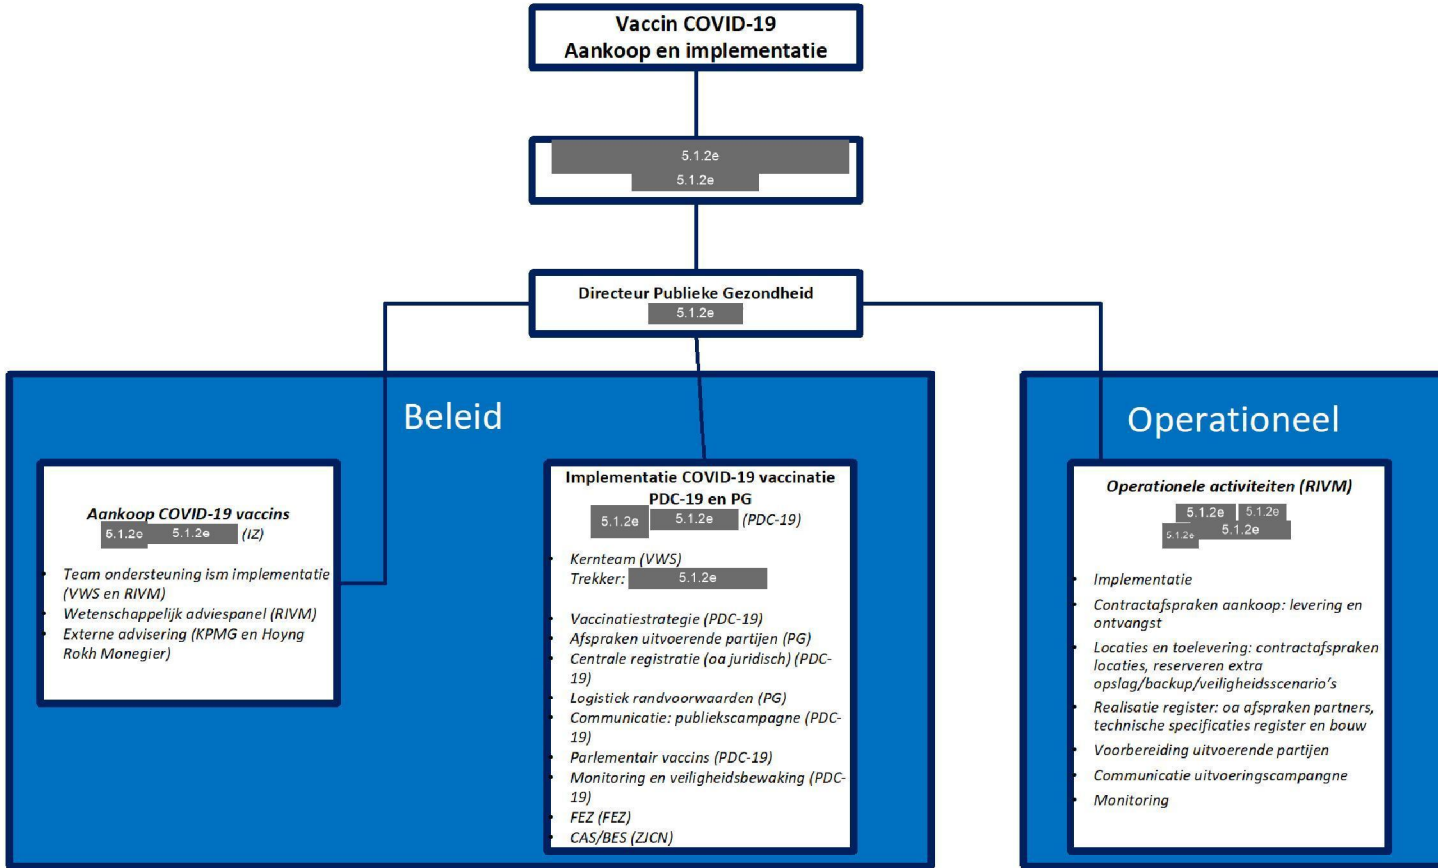 Vaccin COVID-19
Aankoop en implementatie
5.1.2e
5.1.2e
Directeur Publieke Gezondheid
5.1.2e
Beleid
Operationeel
Aankoop COVID-19 vaccins
5.1.2e 5.1.2e (IZ)
• Team ondersteuning ism implementatie
(VWS en RIVM)
• Wetenschappelijk adviespanel (RIVM)
• Externe advisering (KPMG en Hoyng
Rokh Monegier)
Implementatie COVID-19 vaccinatie
PDC-19 en PG
5.1.2e 5.1.2e (PDC-19)
• Kernteam (VWS)
Trekker: 5.1.2e
• Vaccinatiestrategie (PDC-19)
• Afspraken uitvoerende partijen (PG)
• Centrale registratie (oa juridisch) (PDC-
19)
• Logistiek randvoorwaarden (PG)
• Communicatie: publiekscampagne (PDC-
19)
• Parlementair vaccins (PDC-19)
• Monitoring en veiligheidsbewaking (PDC-
19)
• FEZ (FEZ)
• CAS/BES (ZJCN)
Operationele activiteiten (RIVM)
5.1.2e 5.1.2e
5.1.2e 5.1.2e
• Implementatie
• Contractafspraken aankoop: levering en
ontvangst
• Locaties en toelevering: contractafspraken
locaties, reserveren extra
opslag/backup/veiligheidsscenario's
• Realisatie register: oa afspraken partners,
technische specificaties register en bouw
• Voorbereiding uitvoerende partijen
• Communicatie uitvoeringscampangne
• Monitoring